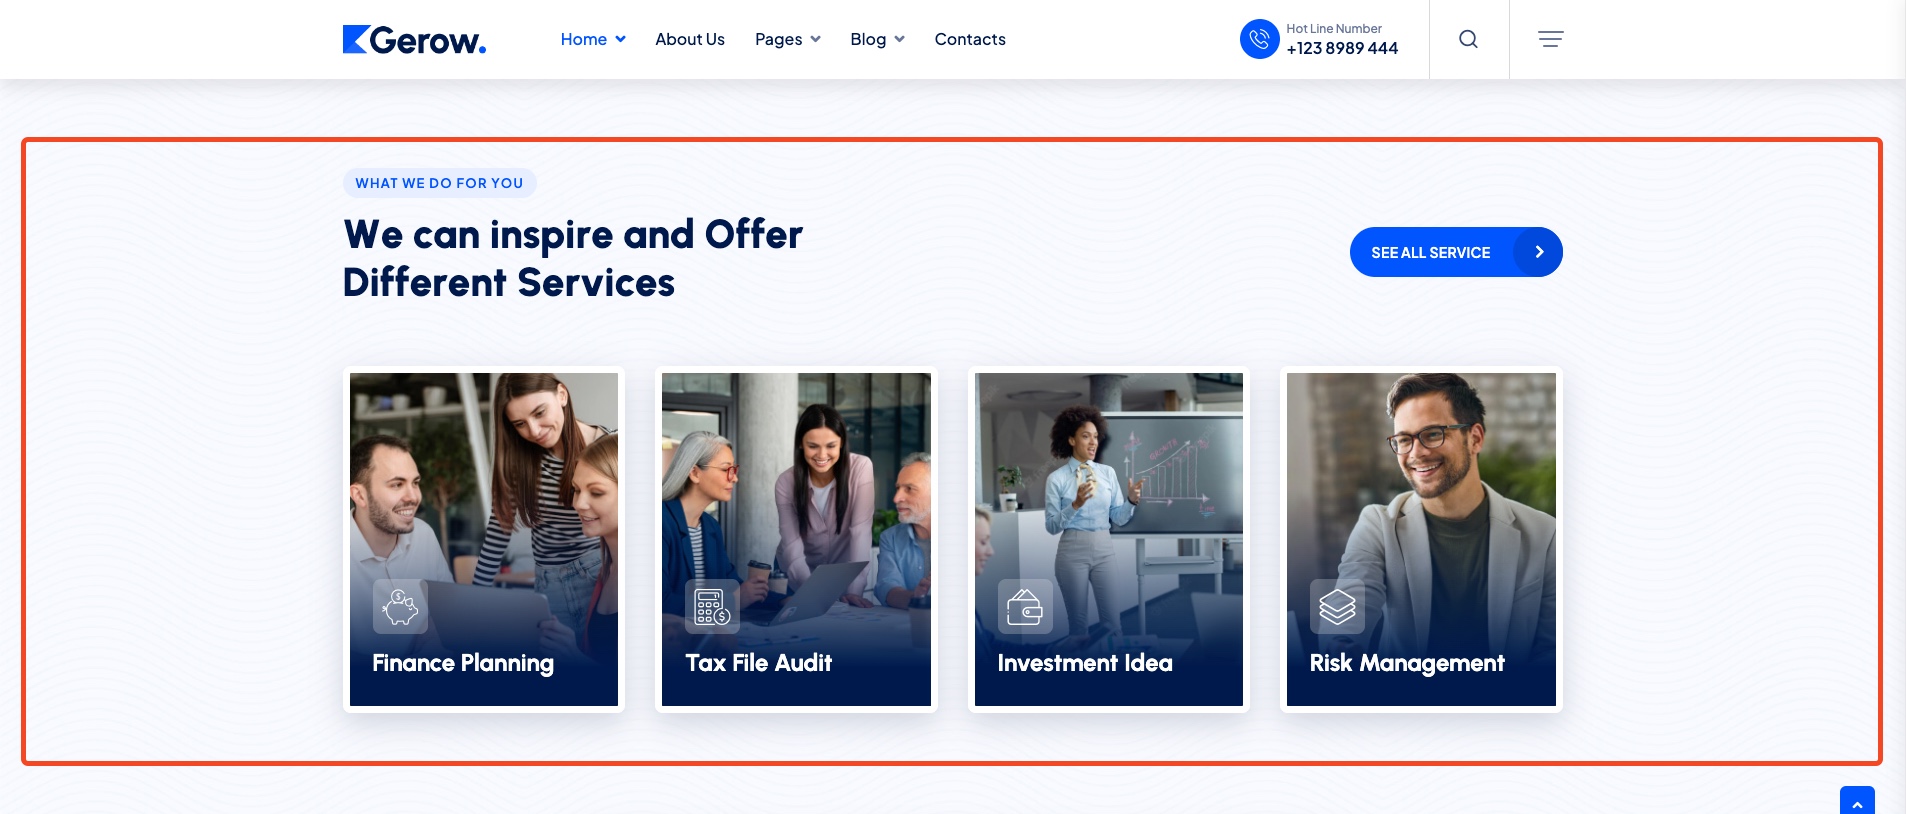 Gerow.
Home
About Us
Pages
Blog
Contacts
Hot Line Number
+123 8989 444
WHAT WE DO FOR YOU
We can inspire and Offer
Different Services
SEE ALL SERVICE
GROWTH
Finance Planning
Tax File Audit
Investment Idea
Risk Management